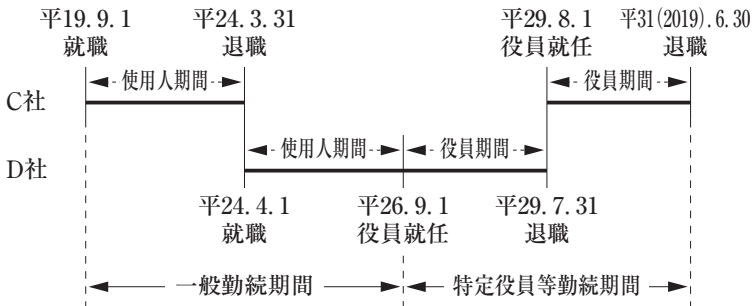 平19.9.1 平24.3.31 平29.8.1 平31(2019).6.30
就職 退職 役員就任 退職
使用人期間 役員期間
C社
使用人期間 役員期間
D社
平24.4.1 平26.9.1 平29.7.31
就職 役員就任 退職
一般勤続期間 特定役員等勤続期間